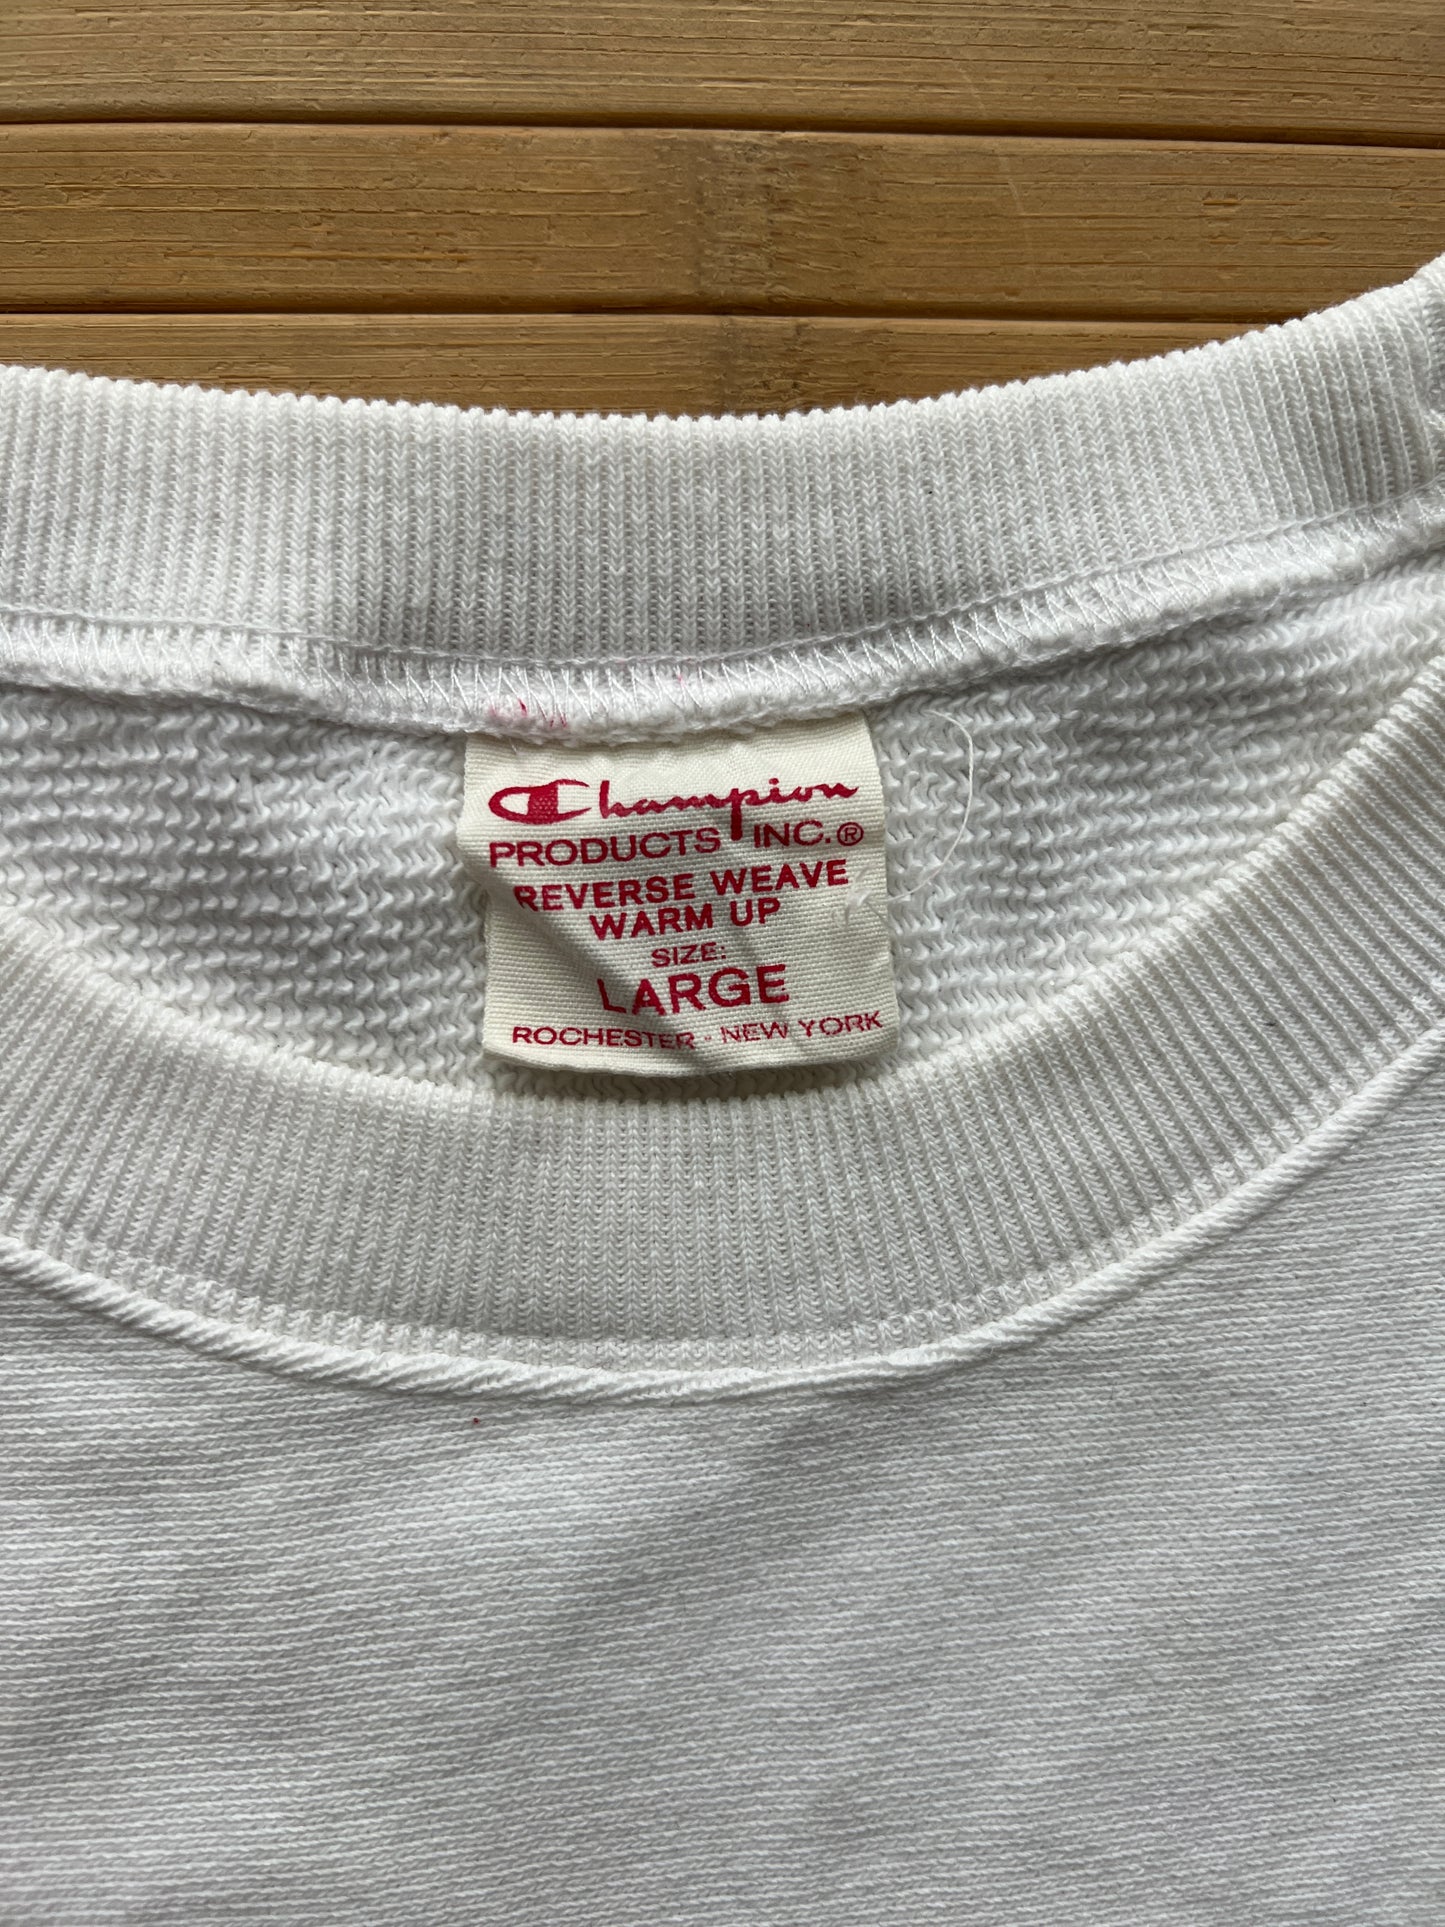 Champion
PRODUCTS INC.®
REVERSE WEAVE
WARM UP
SIZE:
LARGE
ROCHESTER - NEW YORK